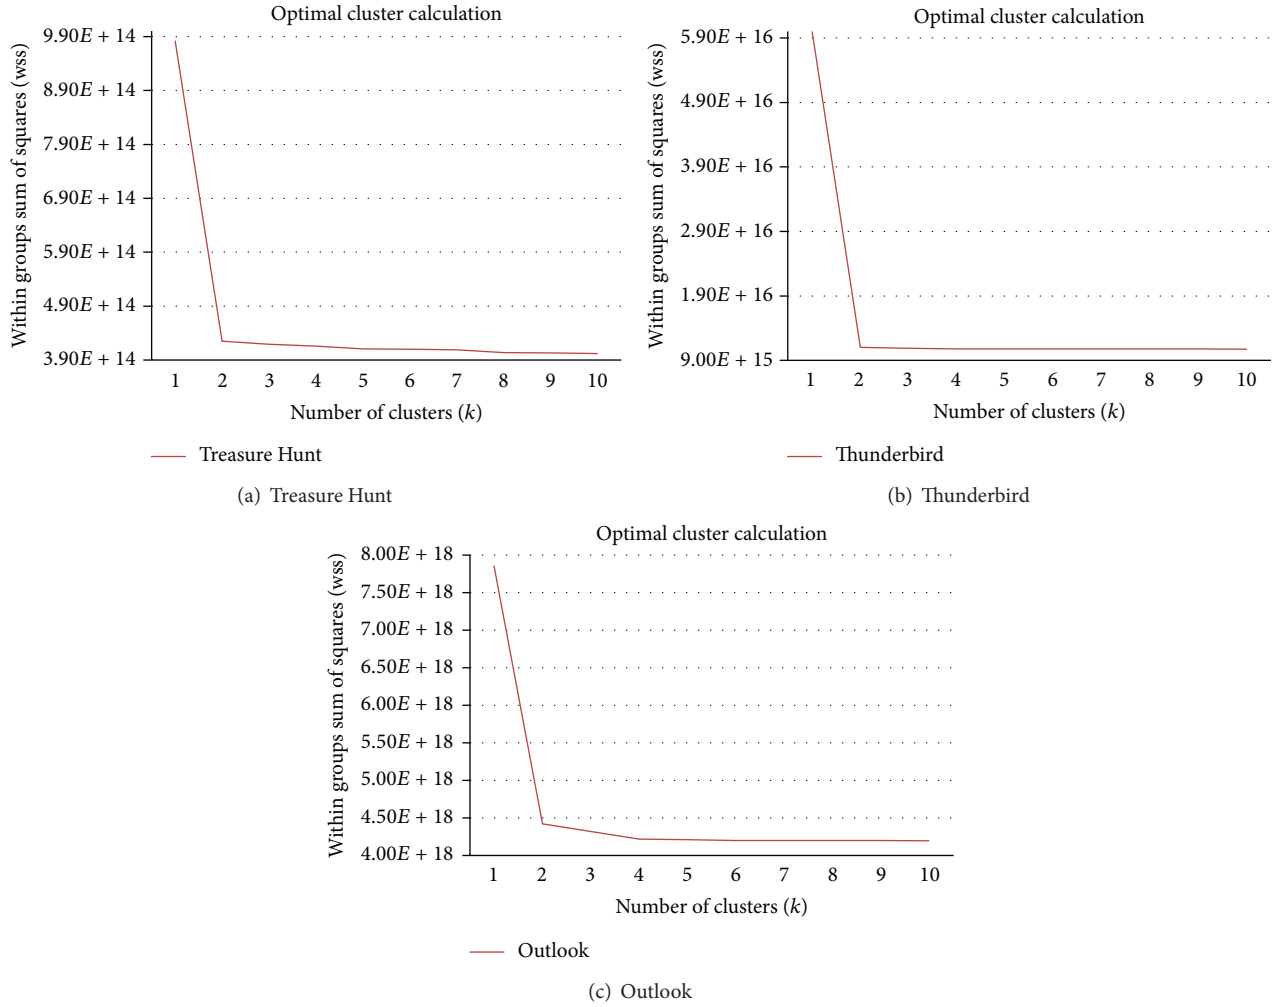 Optimal cluster calculation
Within groups sum of squares (wss)
9.90E + 14
8.90E + 14
7.90E + 14
6.90E + 14
5.90E + 14
4.90E + 14
3.90E + 14
1 2 3 4 5 6 7 8 9 10
Number of clusters (k)
Treasure Hunt
(a) Treasure Hunt
Optimal cluster calculation
Within groups sum of squares (wss)
5.90E + 16
4.90E + 16
3.90E + 16
2.90E + 16
1.90E + 16
9.00E + 15
1 2 3 4 5 6 7 8 9 10
Number of clusters (k)
Thunderbird
(b) Thunderbird
Optimal cluster calculation
Within groups sum of squares (wss)
8.00E + 18
7.50E + 18
7.00E + 18
6.50E + 18
6.00E + 18
5.50E + 18
5.00E + 18
4.50E + 18
4.00E + 18
1 2 3 4 5 6 7 8 9 10
Number of clusters (k)
Outlook
(c) Outlook